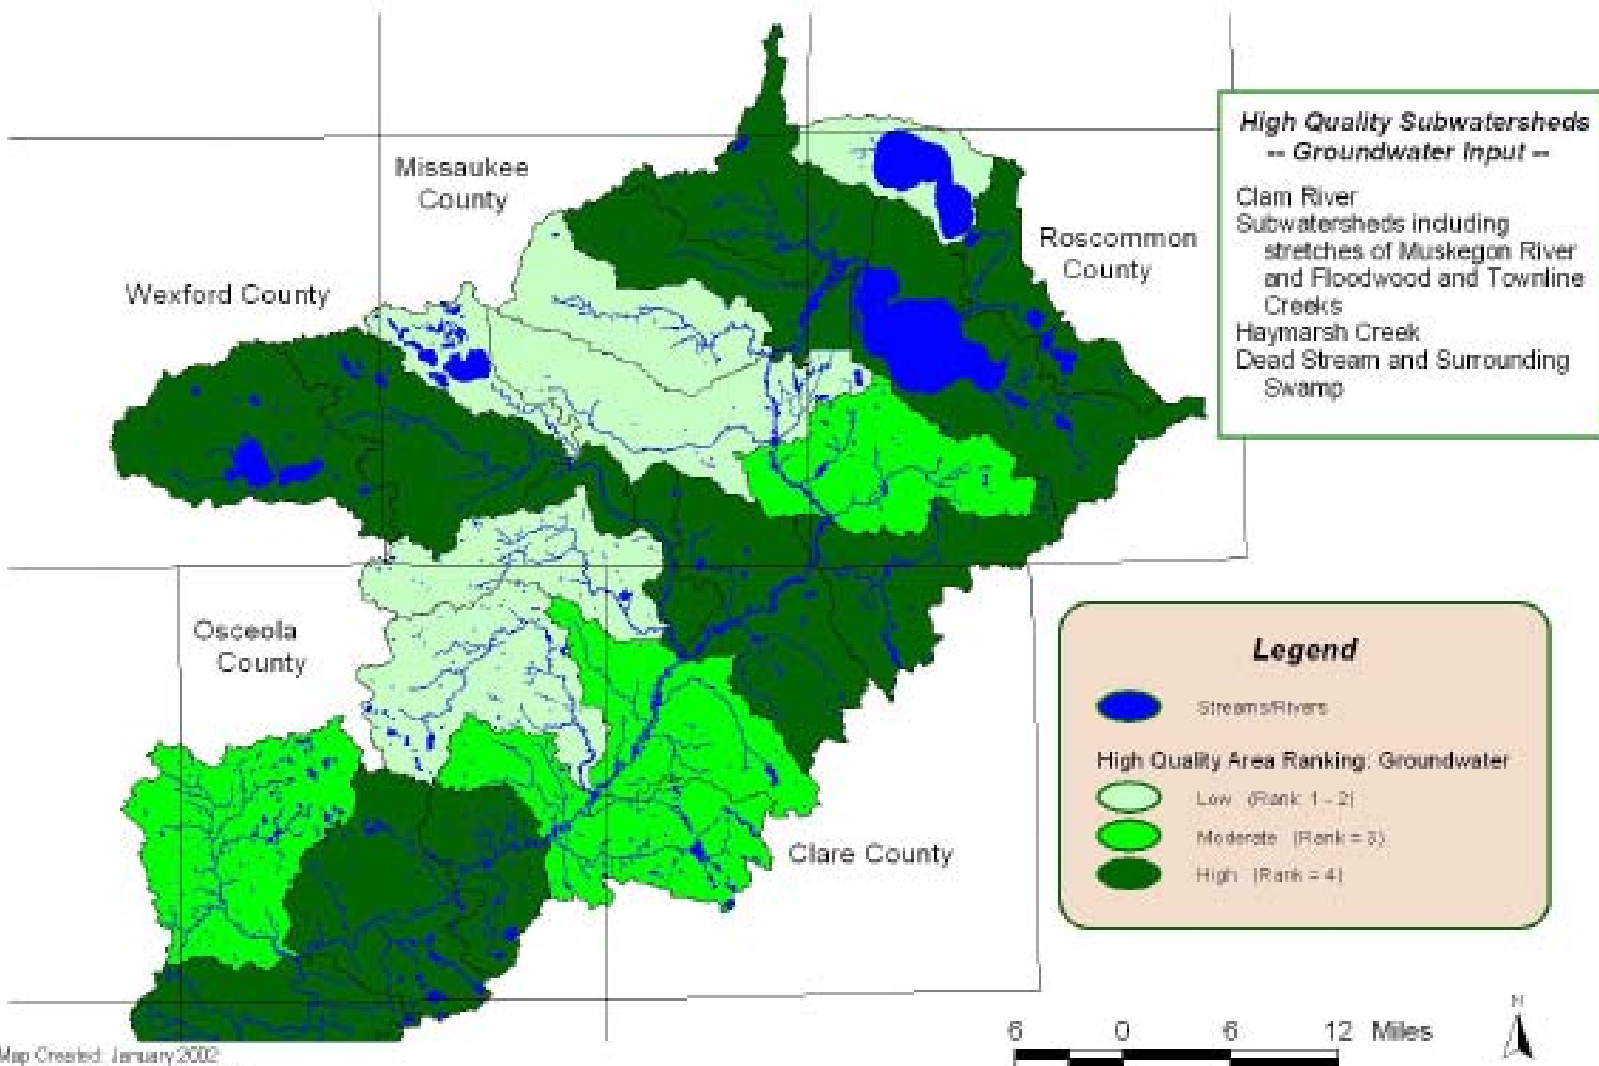 High Quality Subwatersheds
-- Groundwater Input --
Clam River
Subwatersheds including
stretches of Muskegon River
and Floodwood and Townline
Creeks
Haymarsh Creek
Dead Stream and Surrounding
Swamp
Missaukee
County
Roscommon
County
Wexford County
Osceola
County
Clare County
Legend
Streams/Rivers
High Quality Area Ranking: Groundwater
Low (Rank 1 - 2)
Moderate (Rank = 3)
High (Rank = 4)
N
6 0 6 12 Miles
Map Created: January 2002